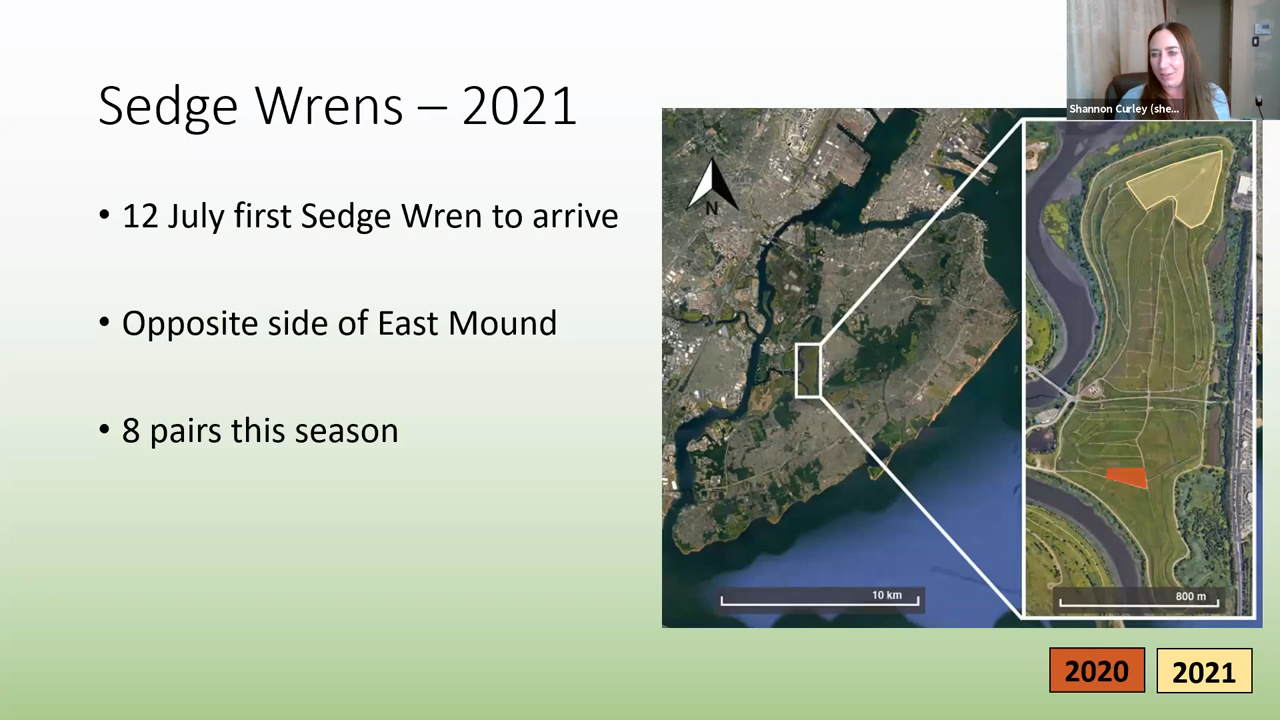 Sedge Wrens – 2021
• 12 July first Sedge Wren to arrive
• Opposite side of East Mound
• 8 pairs this season
Shannon Curley (she...
N
10 km
800 m
2020
2021